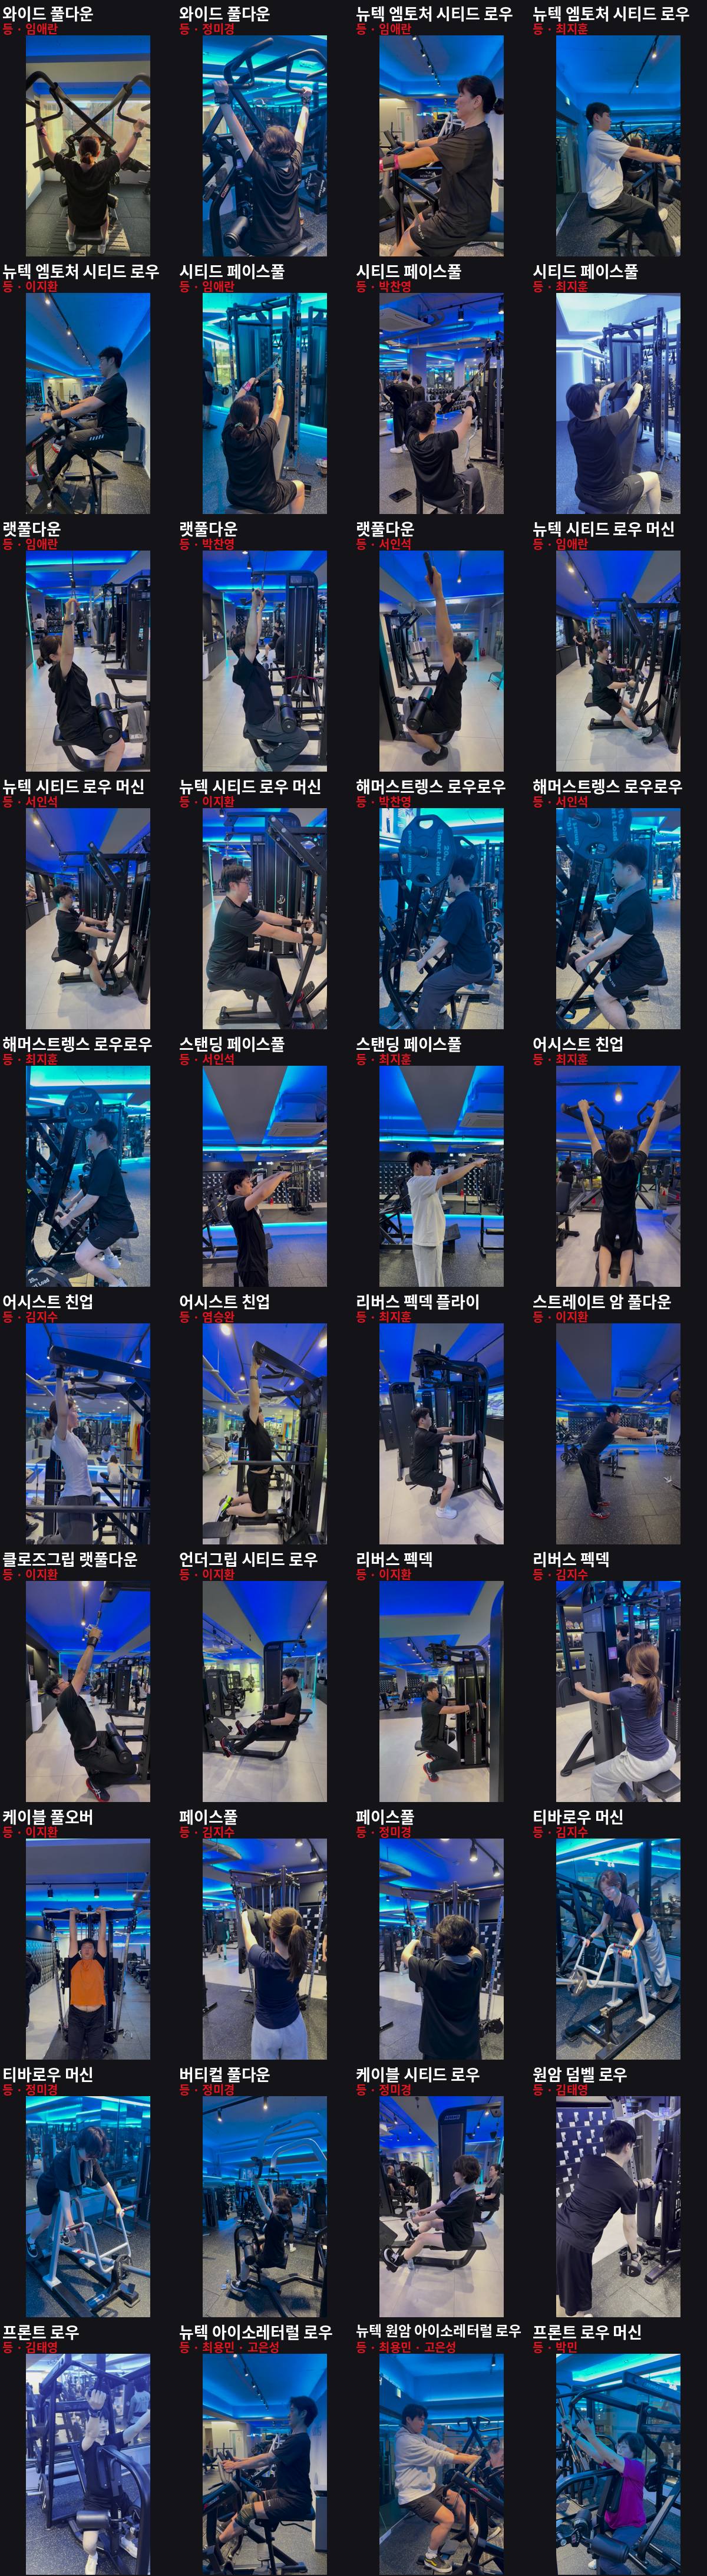 와이드 풀다운
등 · 임애란
와이드 풀다운
등 · 정미경
뉴텍 엠토처 시티드 로우
등 · 임애란
뉴텍 엠토처 시티드 로우
등 · 최지훈
뉴텍 엠토처 시티드 로우
등 · 이지환
시티드 페이스풀
등 · 임애란
시티드 페이스풀
등 · 박찬영
시티드 페이스풀
등 · 최지훈
랫풀다운
등 · 임애란
랫풀다운
등 · 박찬영
랫풀다운
등 · 서인석
뉴텍 시티드 로우 머신
등 · 임애란
뉴텍 시티드 로우 머신
등 · 서인석
뉴텍 시티드 로우 머신
등 · 이지환
해머스트렝스 로우로우
등 · 박찬영
해머스트렝스 로우로우
등 · 서인석
해머스트렝스 로우로우
등 · 최지훈
스탠딩 페이스풀
등 · 서인석
스탠딩 페이스풀
등 · 최지훈
어시스트 친업
등 · 최지훈
어시스트 친업
등 · 김지수
어시스트 친업
등 · 염승완
리버스 펙덱 플라이
등 · 최지훈
스트레이트 암 풀다운
등 · 이지환
클로즈그립 랫풀다운
등 · 이지환
언더그립 시티드 로우
등 · 이지환
리버스 펙덱
등 · 이지환
리버스 펙덱
등 · 김지수
케이블 풀오버
등 · 이지환
페이스풀
등 · 김지수
페이스풀
등 · 정미경
티바로우 머신
등 · 김지수
티바로우 머신
등 · 정미경
버티컬 풀다운
등 · 정미경
케이블 시티드 로우
등 · 정미경
원암 덤벨 로우
등 · 김태영
프론트 로우
등 · 김태영
뉴텍 아이소레터럴 로우
등 · 최용민 · 고은성
뉴텍 원암 아이소레터럴 로우
등 · 최용민 · 고은성
프론트 로우 머신
등 · 박민